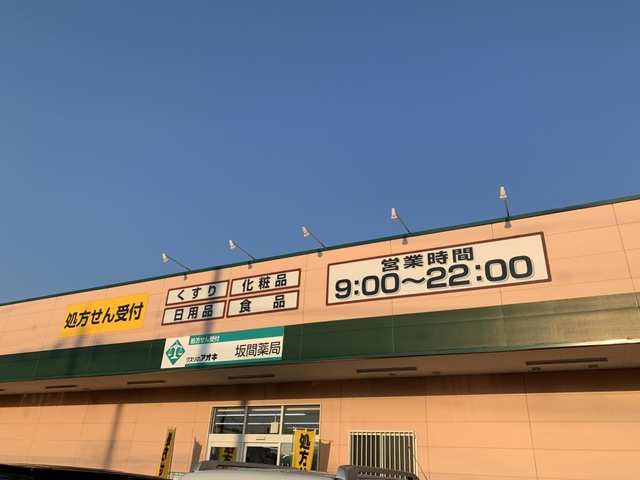 処方せん受付
くすり
化粧品
日用品
食品
営業時間
9:00〜22:00
処方せん受付
クスリのアオキ
坂間薬局
処